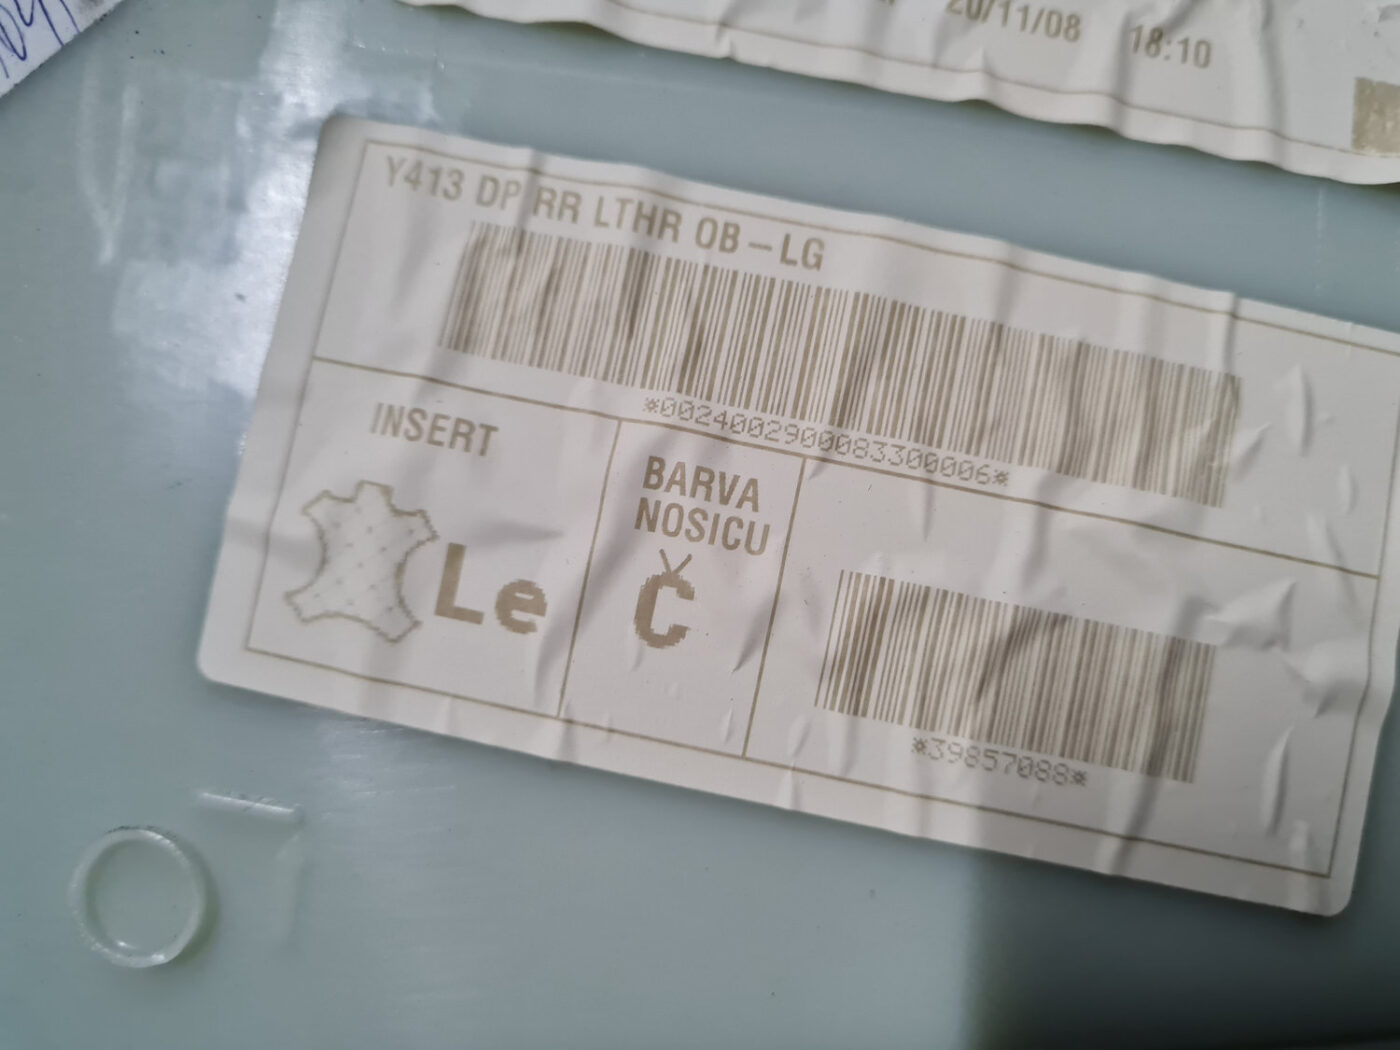 20/11/08 18:10
Y413 DP RR LTHR OB-LG
*00240029000833000006*
INSERT
Le
BARVA
NOSICU
Č
*39857088*